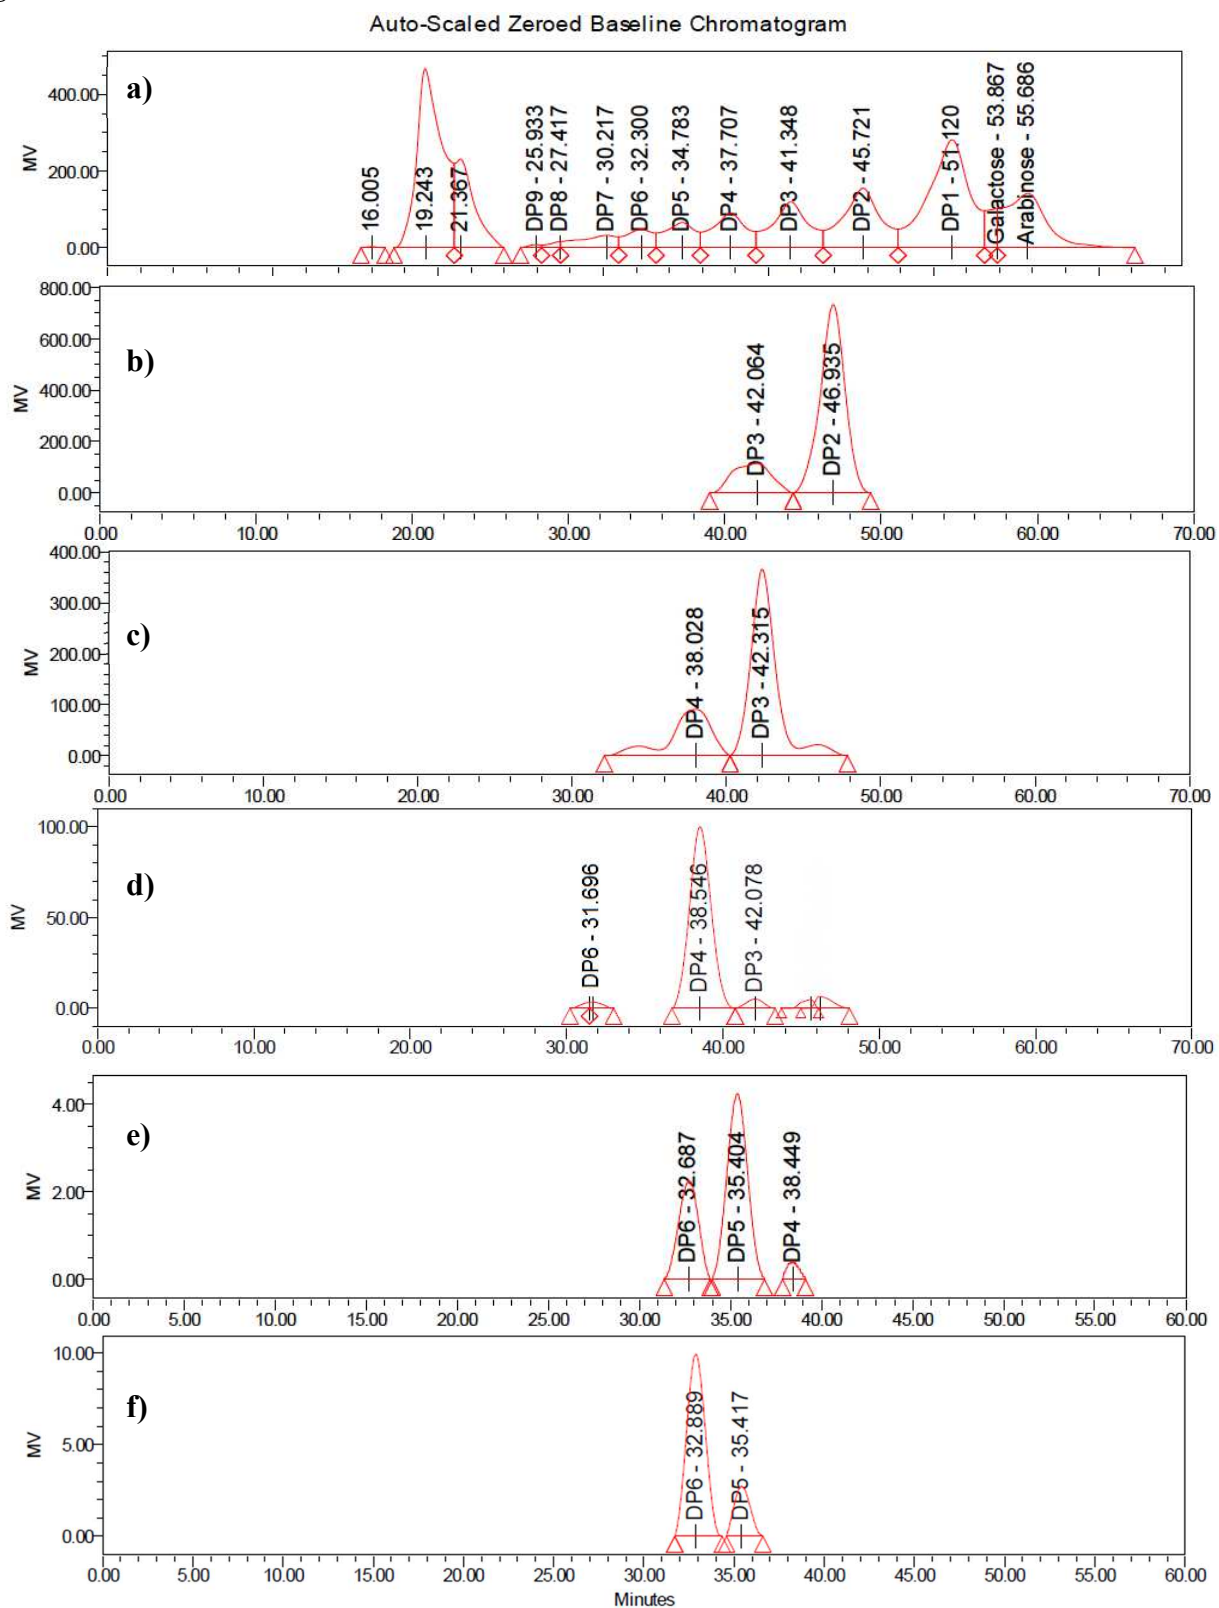 Auto-Scaled Zeroed Baseline Chromatogram
a)
MV
400.00
200.00
0.00
16.005
19.243
21.367
DP9 - 25.933
DP8 - 27.417
DP7 - 30.217
DP6 - 32.300
DP5 - 34.783
DP4 - 37.707
DP3 - 41.348
DP2 - 45.721
DP1 - 51.120
Galactose - 53.867
Arabinose - 55.686
b)
MV
800.00
600.00
400.00
200.00
0.00
DP3 - 42.064
DP2 - 46.935
0.00 10.00 20.00 30.00 40.00 50.00 60.00 70.00
c)
MV
400.00
300.00
200.00
100.00
0.00
DP4 - 38.028
DP3 - 42.315
0.00 10.00 20.00 30.00 40.00 50.00 60.00 70.00
d)
MV
100.00
50.00
0.00
DP6 - 31.696
DP4 - 38.546
DP3 - 42.078
0.00 10.00 20.00 30.00 40.00 50.00 60.00 70.00
e)
MV
4.00
2.00
0.00
DP6 - 32.687
DP5 - 35.404
DP4 - 38.449
0.00 5.00 10.00 15.00 20.00 25.00 30.00 35.00 40.00 45.00 50.00 55.00 60.00
f)
MV
10.00
5.00
0.00
DP6 - 32.889
DP5 - 35.417
0.00 5.00 10.00 15.00 20.00 25.00 30.00 35.00 40.00 45.00 50.00 55.00 60.00
Minutes